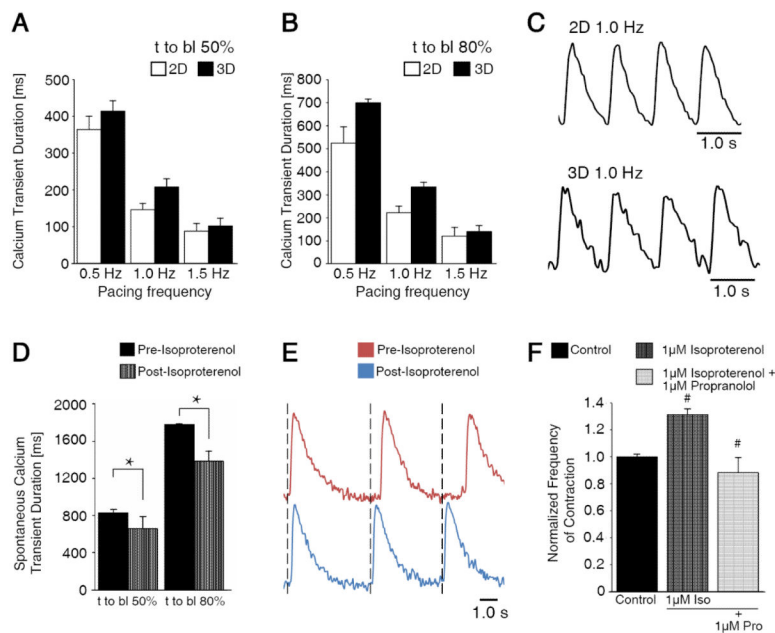 A
t to bl 50%
2D 3D
Calcium Transient Duration [ms]
500
400
300
200
100
0
0.5 Hz 1.0 Hz 1.5 Hz
Pacing frequency
B
t to bl 80%
2D 3D
Calcium Transient Duration [ms]
800
700
600
500
400
300
200
100
0
0.5 Hz 1.0 Hz 1.5 Hz
Pacing frequency
C
2D 1.0 Hz
1.0 s
3D 1.0 Hz
1.0 s
D
Pre-Isoproterenol
Post-Isoproterenol
Spontaneous Calcium
Transient Duration [ms]
2000
1600
1200
800
400
0
* *
t to bl 50% t to bl 80%
E
Pre-Isoproterenol
Post-Isoproterenol
1.0 s
F
Control
1µM Isoproterenol
1µM Isoproterenol +
1µM Propranolol
Normalized Frequency
of Contraction
1.4
1.2
1.0
0.8
0.6
0.4
0.2
0
# #
Control 1µM Iso
+
1µM Pro